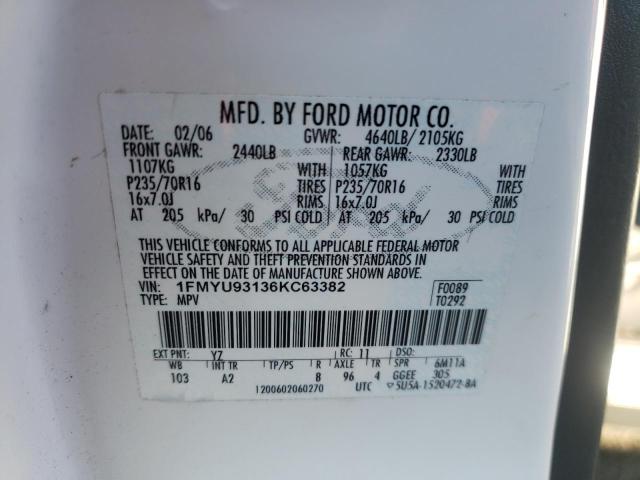 MFD. BY FORD MOTOR CO.
DATE: 02/06 GVWR: 4640LB/ 2105KG
FRONT GAWR: 2440LB REAR GAWR: 2330LB
1107KG WITH 1057KG WITH
P235/70R16 TIRES P235/70R16 TIRES
16x7.0J RIMS 16x7.0J RIMS
AT 205 kPa/ 30 PSI COLD AT 205 kPa/ 30 PSI COLD
THIS VEHICLE CONFORMS TO ALL APPLICABLE FEDERAL MOTOR
VEHICLE SAFETY AND THEFT PREVENTION STANDARDS IN
EFFECT ON THE DATE OF MANUFACTURE SHOWN ABOVE.
VIN: 1FMYU93136KC63382 F0089
TYPE: MPV T0292
EXT PNT: Y7 RC: 11 DSO:
WB INT TR TP/PS R AXLE TR SPR 6M11A
103 A2 8 96 4 GGEE 305
1200602060270 UTC 5U5A-1520472-BA
Ford